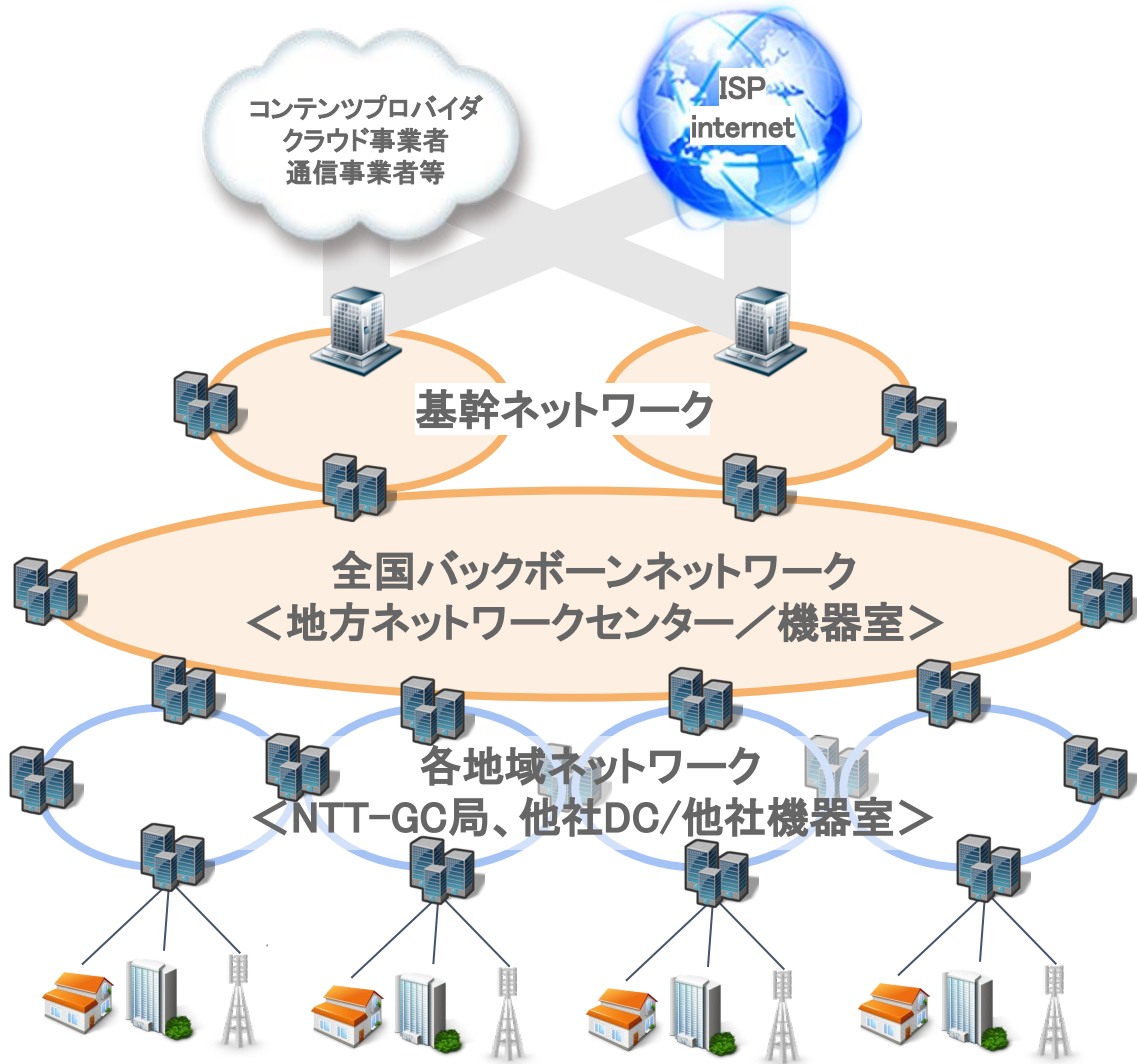 コンテンツプロバイダ
クラウド事業者
通信事業者等
ISP
internet
基幹ネットワーク
全国バックボーンネットワーク
＜地方ネットワークセンター／機器室＞
各地域ネットワーク
＜NTT-GC局、他社DC/他社機器室＞